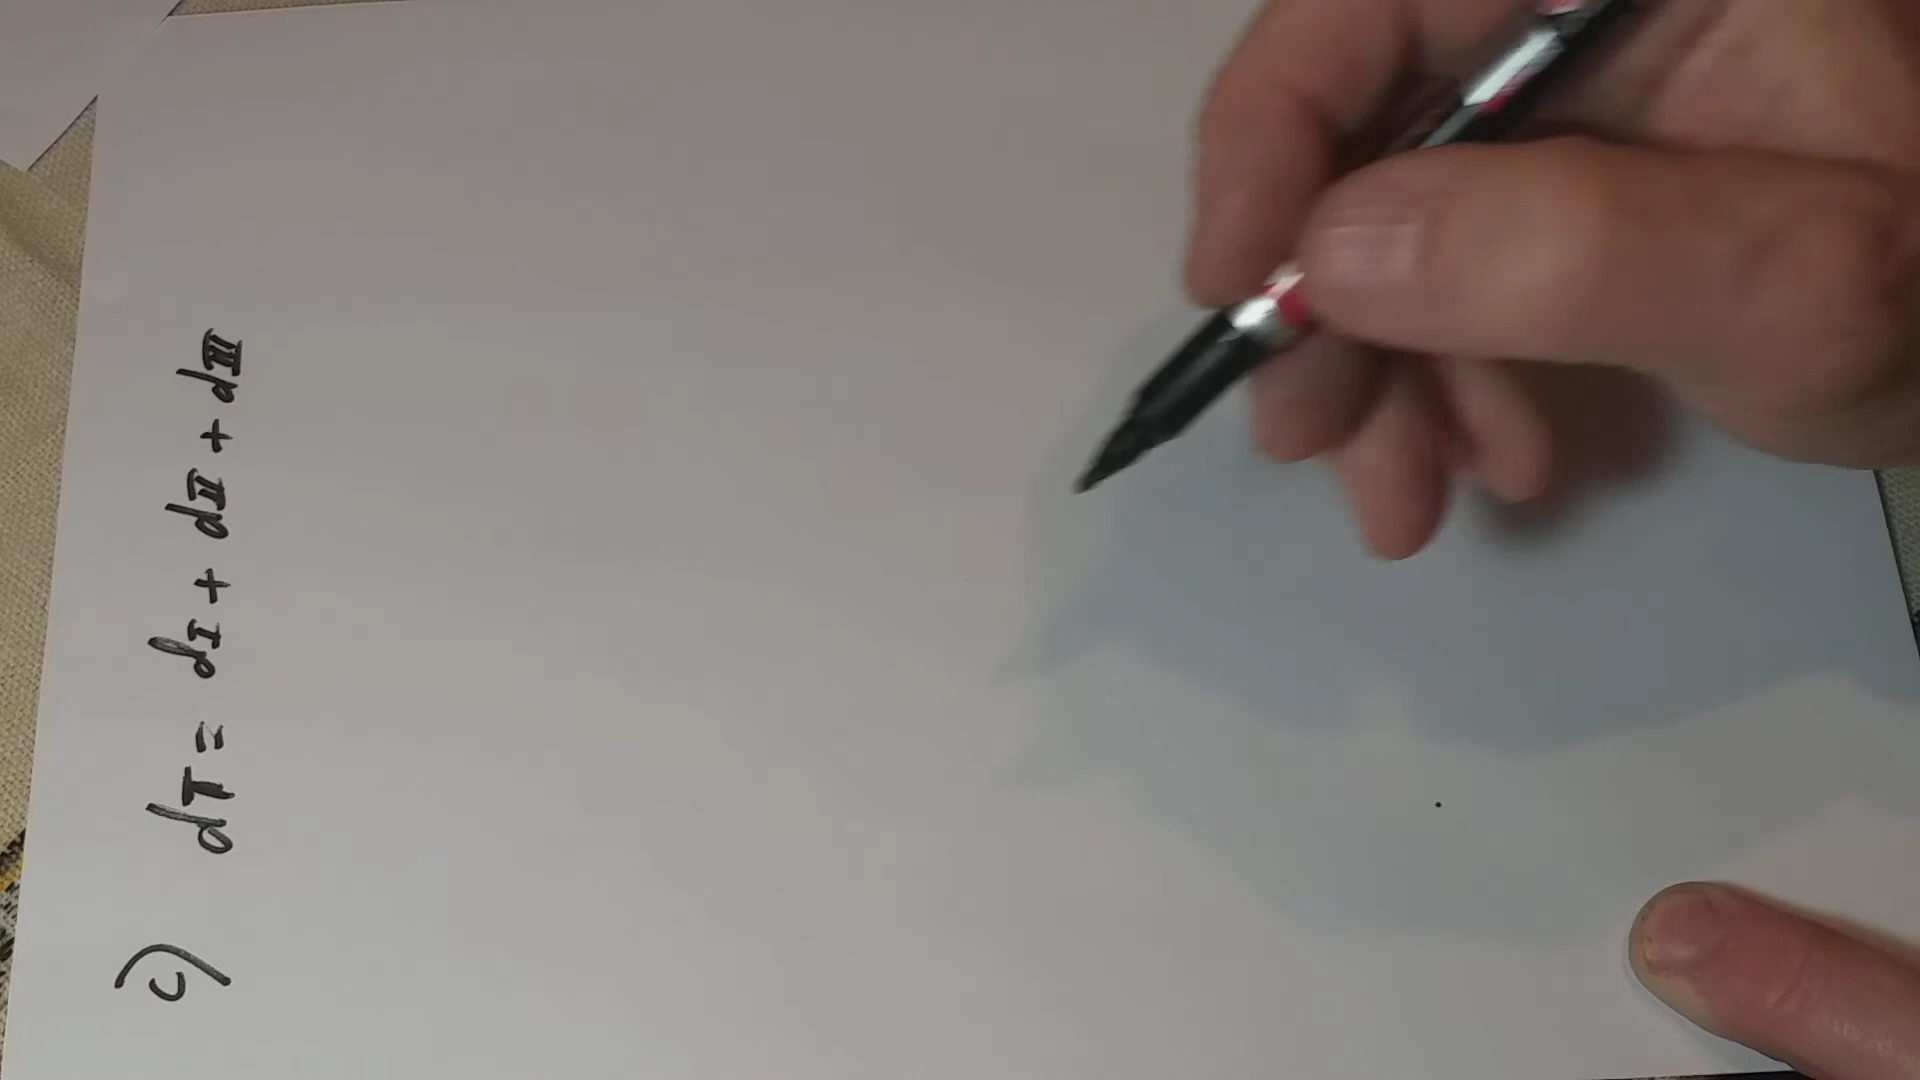 c) dT = dI + dII + dIII